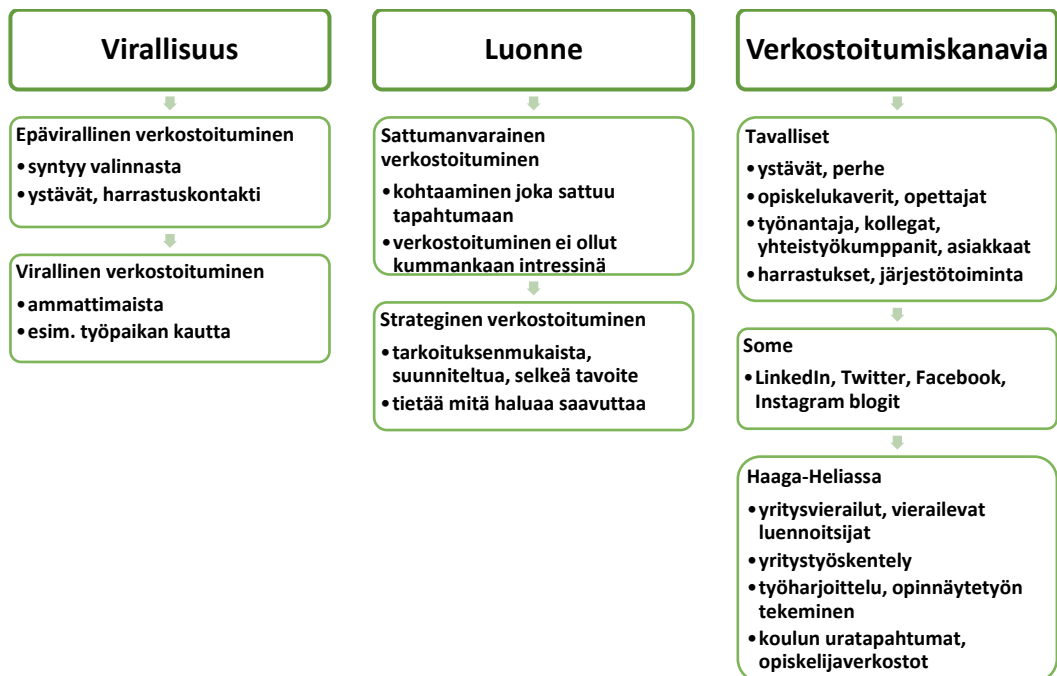 Virallisuus
Epävirallinen verkostoituminen
•syntyy valinnasta
•ystävät, harrastuskontakti
Virallinen verkostoituminen
•ammattimaista
•esim. työpaikan kautta
Luonne
Sattumanvarainen
verkostoituminen
•kohtaaminen joka sattuu
tapahtumaan
•verkostoituminen ei ollut
kummankaan intressinä
Strateginen verkostoituminen
•tarkoituksenmukaista,
suunniteltua, selkeä tavoite
•tietää mitä haluaa saavuttaa
Verkostoitumiskanavia
Tavalliset
•ystävät, perhe
•opiskelukaverit, opettajat
•työnantaja, kollegat,
yhteistyökumppanit, asiakkaat
•harrastukset, järjestötoiminta
Some
•LinkedIn, Twitter, Facebook,
Instagram blogit
Haaga-Heliassa
•yritysvierailut, vierailevat
luennoitsijat
•yritystyöskentely
•työharjoittelu, opinnäytetyön
tekeminen
•koulun uratapahtumat,
opiskelijaverkostot